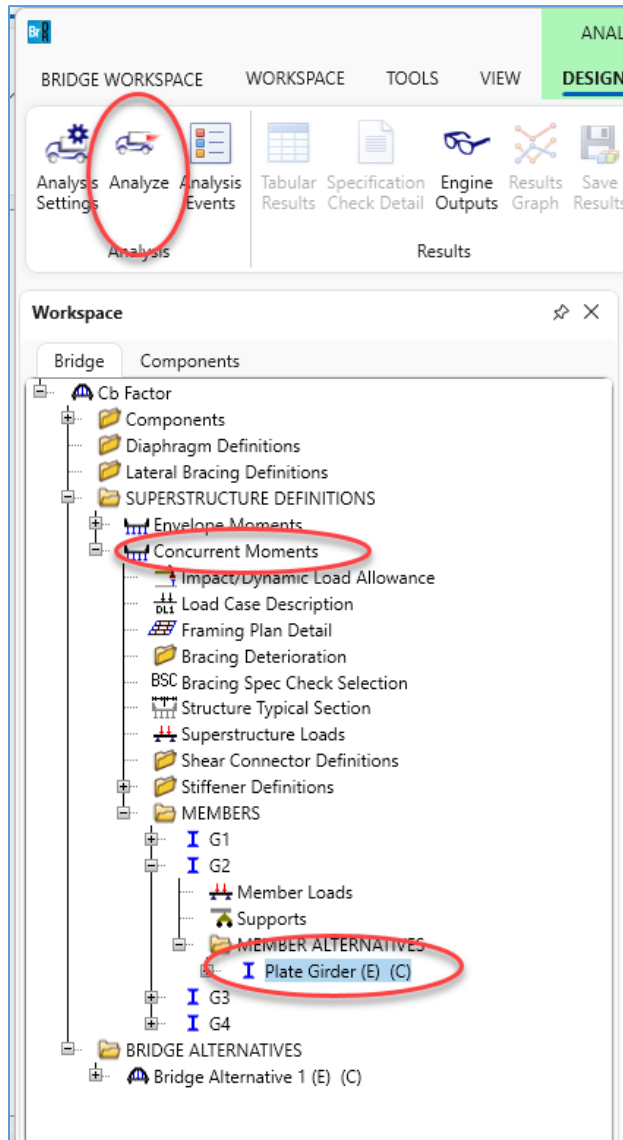 Br DR
ANAL
BRIDGE WORKSPACE WORKSPACE TOOLS VIEW DESIGN
Analysis Settings Analyze Analysis Events Tabular Results Specification Check Detail Engine Outputs Results Graph Save Results
Analysis Results
Workspace
Bridge Components
Cb Factor
Components
Diaphragm Definitions
Lateral Bracing Definitions
SUPERSTRUCTURE DEFINITIONS
Envelope Moments
Concurrent Moments
Impact/Dynamic Load Allowance
DL1 Load Case Description
Framing Plan Detail
Bracing Deterioration
BSC Bracing Spec Check Selection
Structure Typical Section
Superstructure Loads
Shear Connector Definitions
Stiffener Definitions
MEMBERS
G1
G2
Member Loads
Supports
MEMBER ALTERNATIVES
Plate Girder (E) (C)
G3
G4
BRIDGE ALTERNATIVES
Bridge Alternative 1 (E) (C)